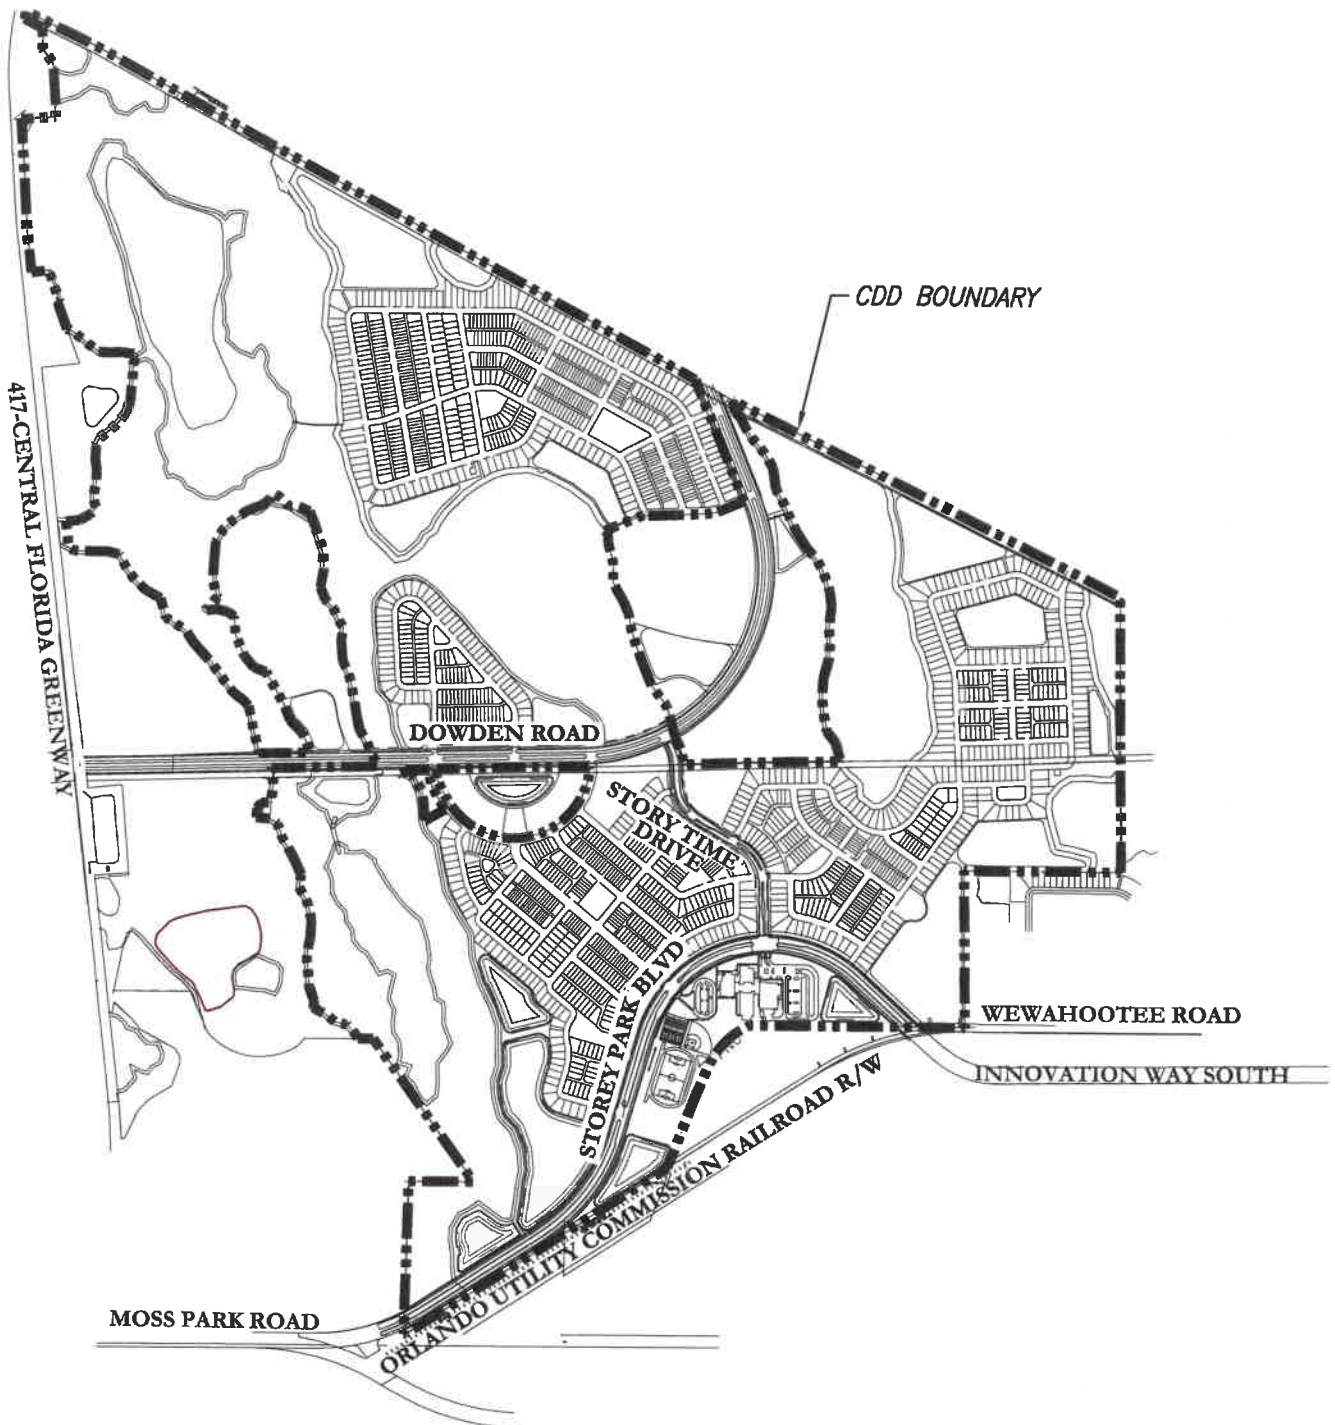 CDD BOUNDARY
417-CENTRAL FLORIDA GREENWAY
DOWDEN ROAD
STORY TIME
DRIVE
STOREY PARK BLVD
WEWAHOOTEE ROAD
INNOVATION WAY SOUTH
ORLANDO UTILITY COMMISSION RAILROAD R/W
MOSS PARK ROAD